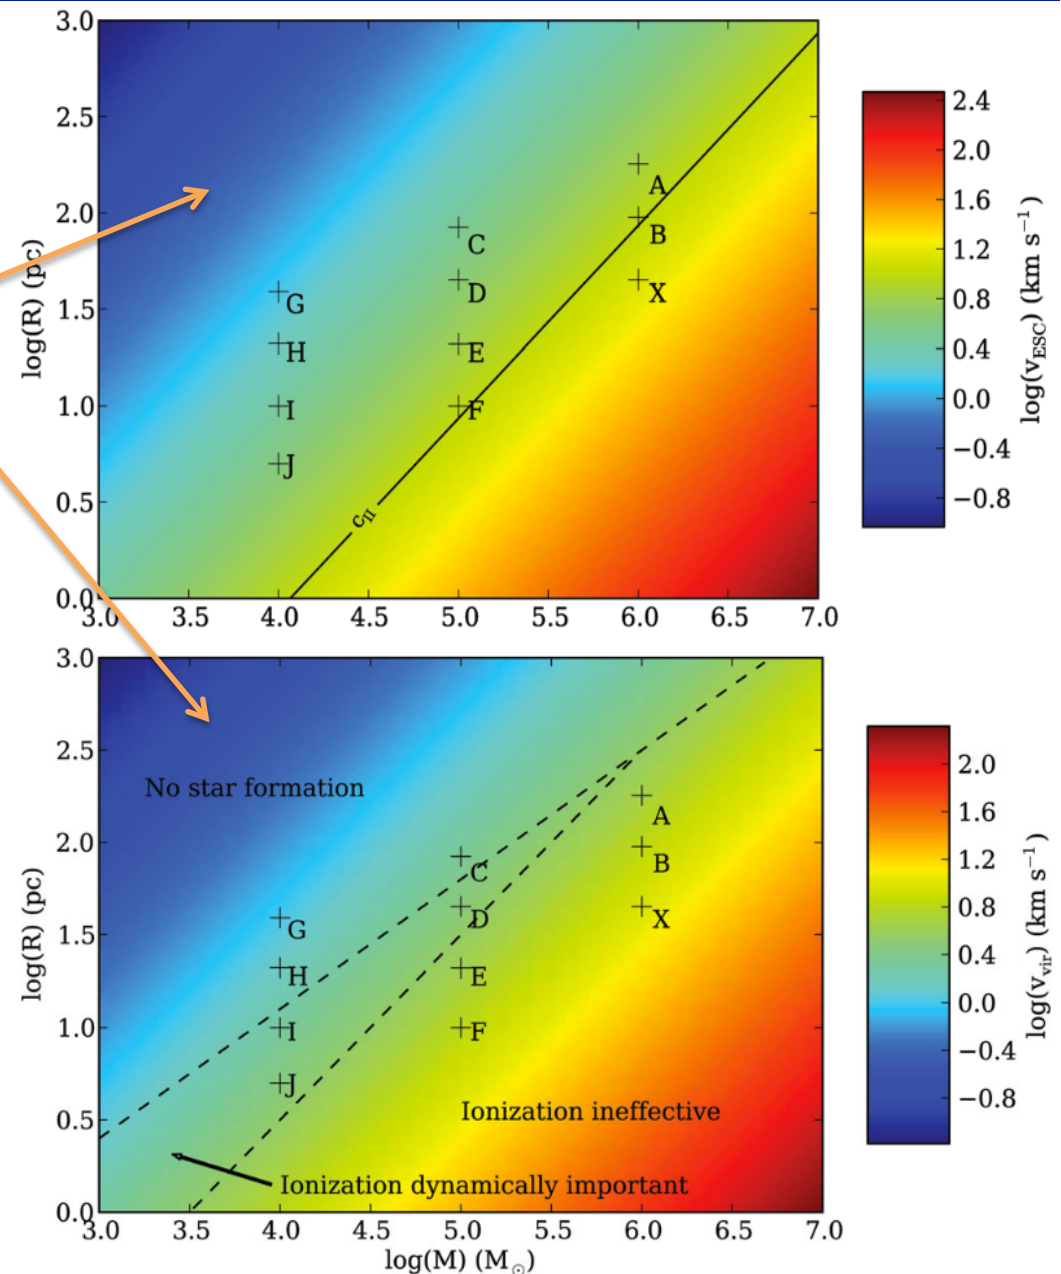 3.0
2.5
2.0
1.5
1.0
0.5
0.0
log(R) (pc)
A
B
C
D
X
G
H
E
I
F
J
c_II
3.0 3.5 4.0 4.5 5.0 5.5 6.0 6.5 7.0
2.4
2.0
1.6
1.2
0.8
0.4
0.0
−0.4
−0.8
log(v_ESC) (km s⁻¹)
3.0
2.5
2.0
1.5
1.0
0.5
0.0
log(R) (pc)
No star formation
A
B
C
D
X
G
H
E
I
F
J
Ionization ineffective
Ionization dynamically important
3.0 3.5 4.0 4.5 5.0 5.5 6.0 6.5 7.0
log(M) (M_⊙)
2.0
1.6
1.2
0.8
0.4
0.0
−0.4
−0.8
log(v_vir) (km s⁻¹)